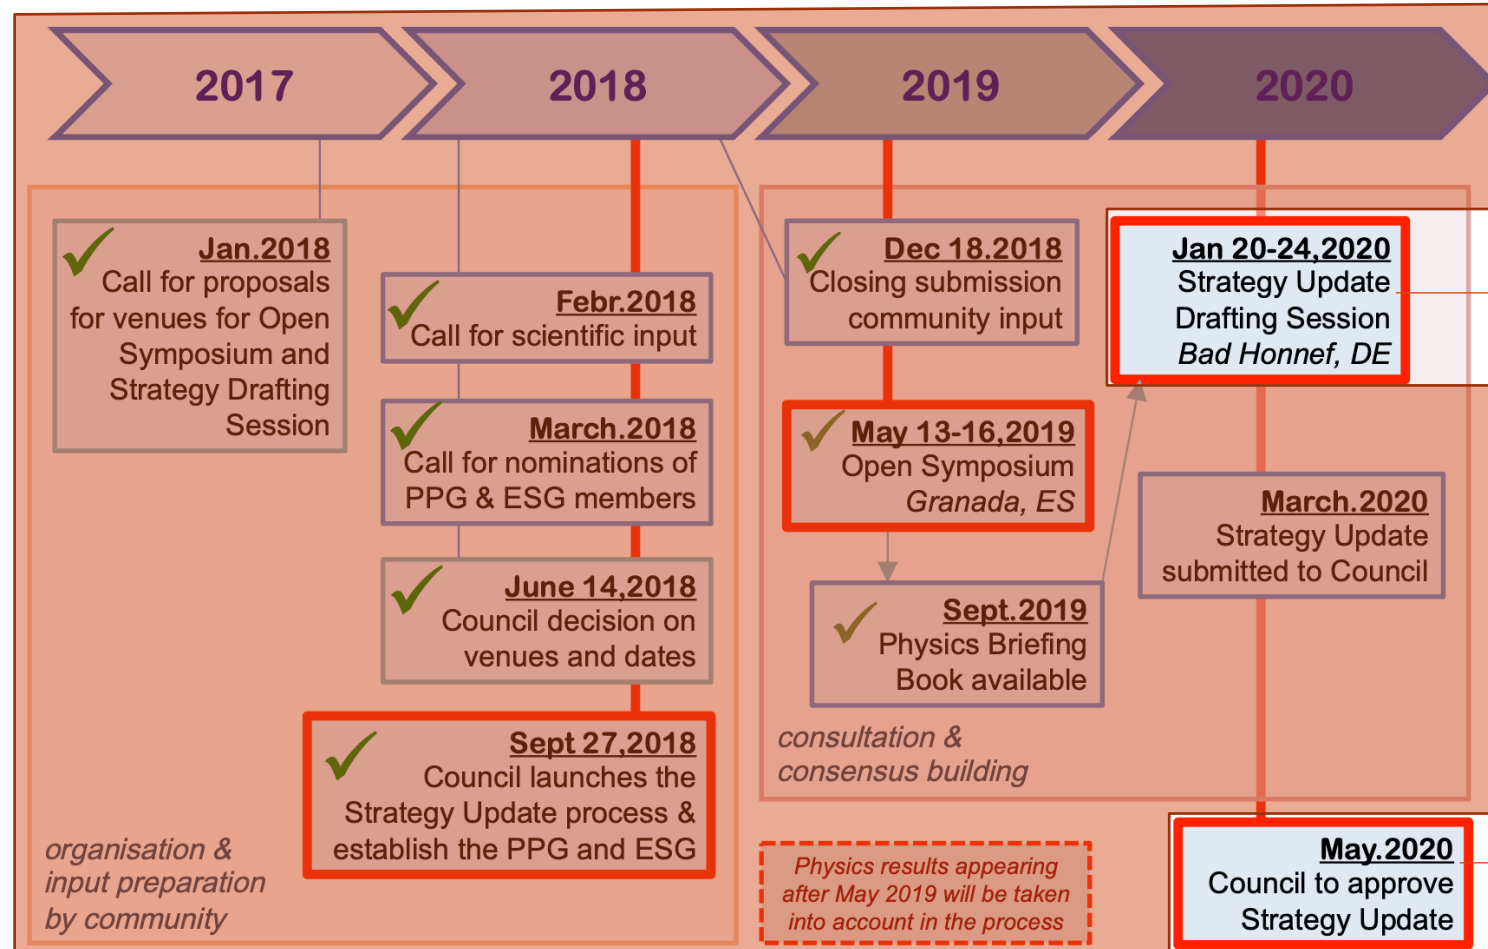 2017
2018
2019
2020
Jan.2018
Call for proposals
for venues for Open
Symposium and
Strategy Drafting
Session
Febr.2018
Call for scientific input
March.2018
Call for nominations of
PPG & ESG members
June 14,2018
Council decision on
venues and dates
Sept 27,2018
Council launches the
Strategy Update process &
establish the PPG and ESG
organisation &
input preparation
by community
Dec 18.2018
Closing submission
community input
May 13-16,2019
Open Symposium
Granada, ES
Sept.2019
Physics Briefing
Book available
consultation &
consensus building
Physics results appearing
after May 2019 will be taken
into account in the process
Jan 20-24,2020
Strategy Update
Drafting Session
Bad Honnef, DE
March.2020
Strategy Update
submitted to Council
May.2020
Council to approve
Strategy Update